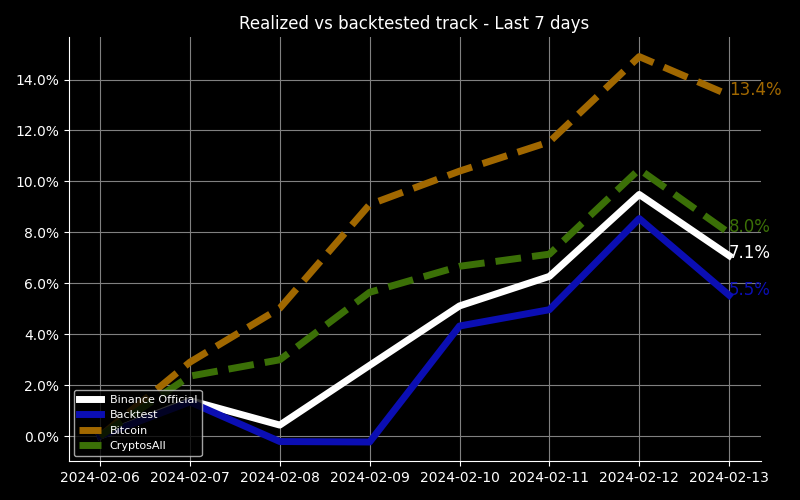 Realized vs backtested track - Last 7 days
14.0%
12.0%
10.0%
8.0%
6.0%
4.0%
2.0%
0.0%
13.4%
8.0%
7.1%
5.5%
Binance Official
Backtest
Bitcoin
CryptosAll
2024-02-06 2024-02-07 2024-02-08 2024-02-09 2024-02-10 2024-02-11 2024-02-12 2024-02-13